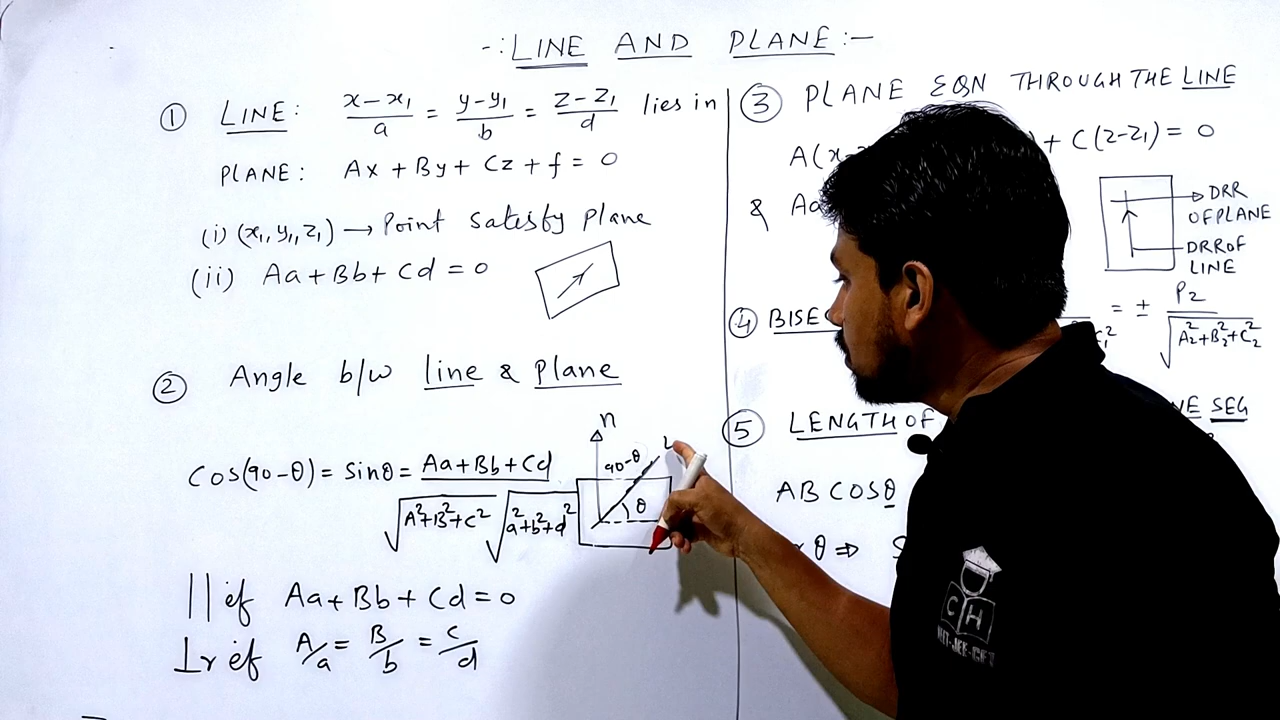 -: LINE AND PLANE :-
① LINE: x-x₁/a = y-y₁/b = z-z₁/d lies in
PLANE: Ax + By + Cz + f = 0
(i) (x₁, y₁, z₁) → Point satisfy plane
(ii) Aa + Bb + Cd = 0
② Angle b/w line & plane
Cos(90-θ) = Sinθ = Aa+Bb+Cd / √A²+B²+C² √a²+b²+d²
n
90-θ
L
θ
|| ef Aa + Bb + Cd = 0
⊥r ef A/a = B/b = C/d
③ PLANE EQN THROUGH THE LINE
A(x- + C(z-z₁) = 0
& Aa
DRR
OF PLANE
DRR OF
LINE
④ BISE = ± P₂ / √A₂²+B₂²+C₂²
C₁²
⑤ LENGTH OF SEG
AB COSθ
θ ⇒ S
CH